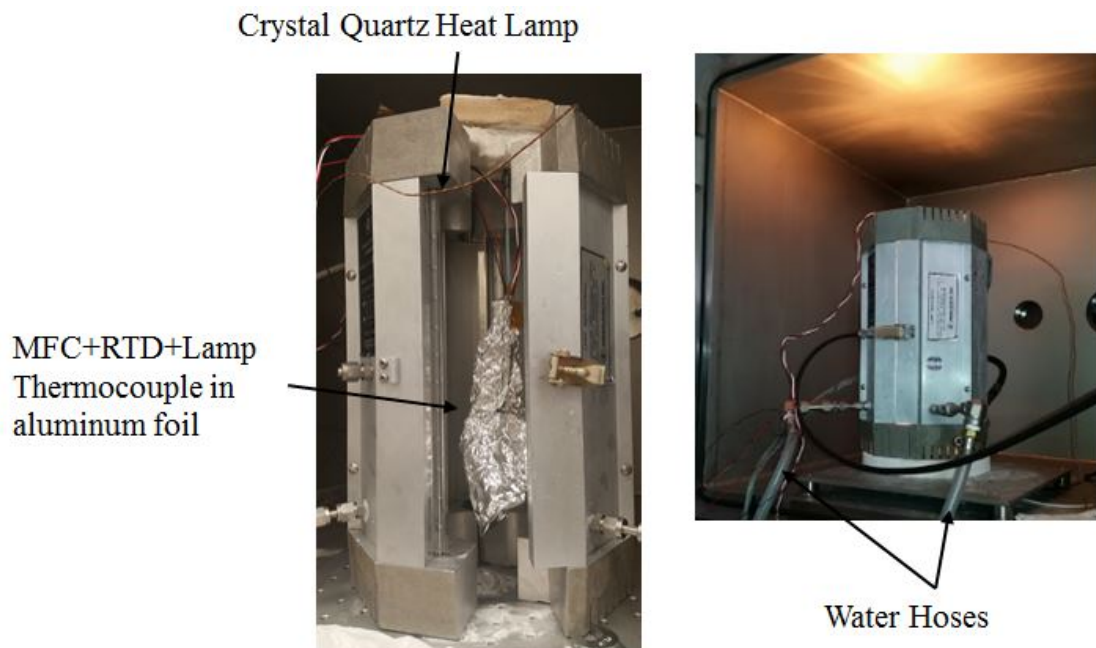 Crystal Quartz Heat Lamp
MFC+RTD+Lamp
Thermocouple in
aluminum foil
Water Hoses